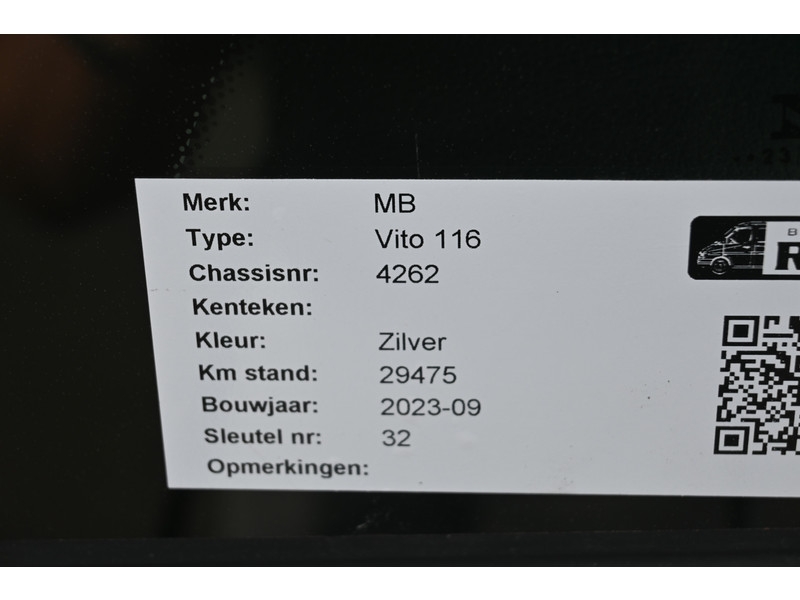 Merk: MB
Type: Vito 116
Chassisnr: 4262
Kenteken:
Kleur: Zilver
Km stand: 29475
Bouwjaar: 2023-09
Sleutel nr: 32
Opmerkingen: